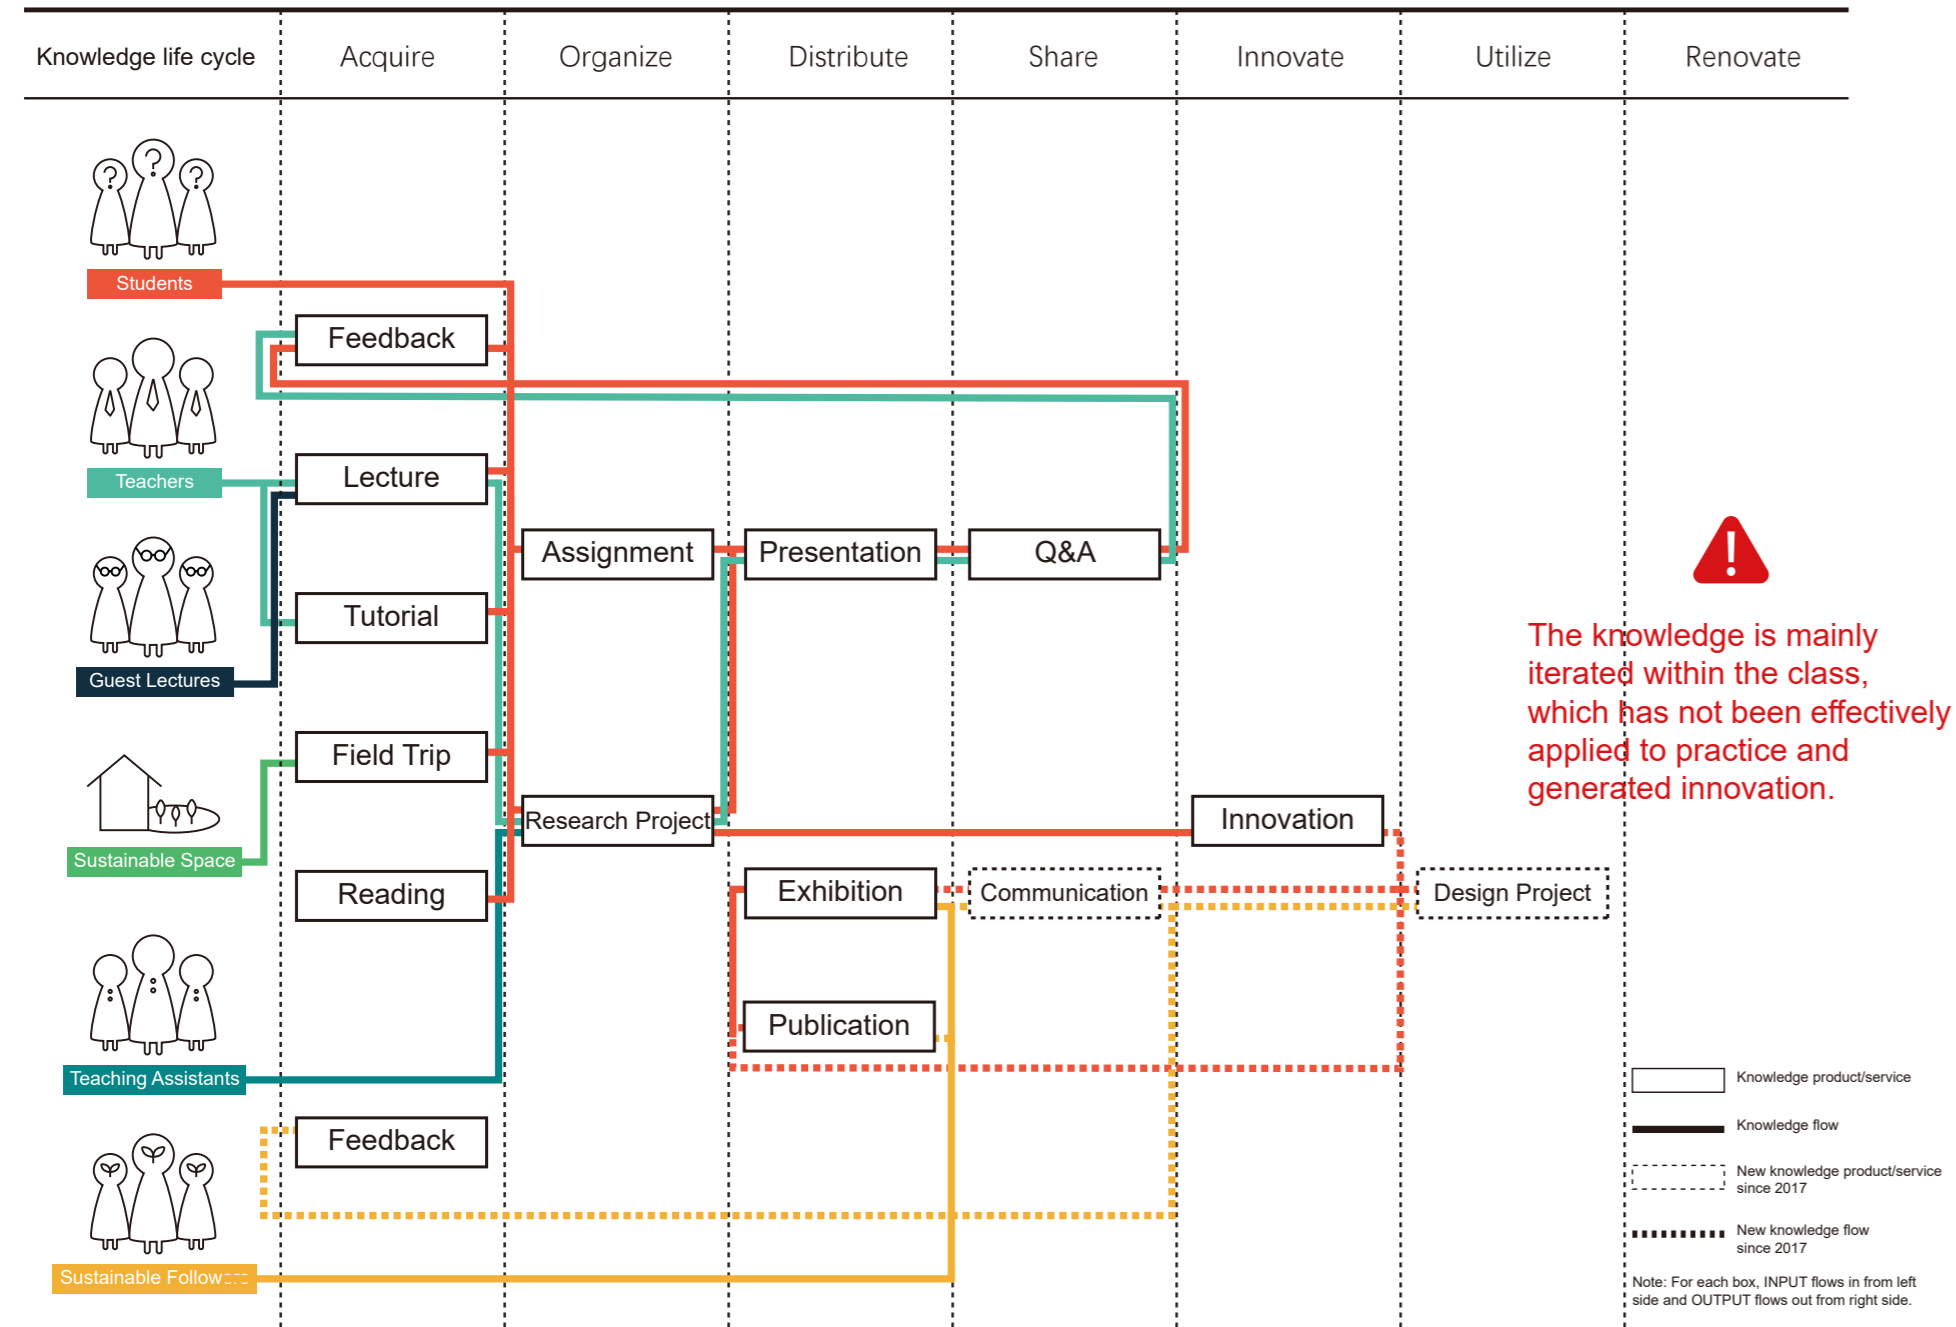 Knowledge life cycle
Acquire
Organize
Distribute
Share
Innovate
Utilize
Renovate
Students
Feedback
Teachers
Lecture
Assignment
Presentation
Q&A
Tutorial
Guest Lectures
The knowledge is mainly
iterated within the class,
which has not been effectively
applied to practice and
generated innovation.
Field Trip
Research Project
Innovation
Sustainable Space
Reading
Exhibition
Communication
Design Project
Publication
Teaching Assistants
Feedback
Sustainable Followers
Knowledge product/service
Knowledge flow
New knowledge product/service
since 2017
New knowledge flow
since 2017
Note: For each box, INPUT flows in from left
side and OUTPUT flows out from right side.